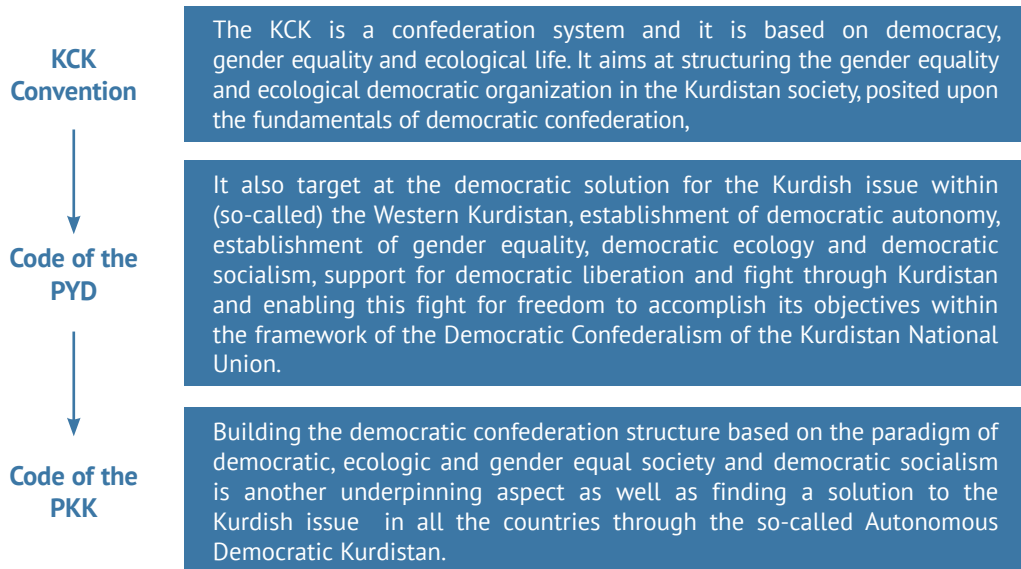 KCK
Convention
The KCK is a confederation system and it is based on democracy,
gender equality and ecological life. It aims at structuring the gender equality
and ecological democratic organization in the Kurdistan society, posited upon
the fundamentals of democratic confederation,
Code of the
PYD
It also target at the democratic solution for the Kurdish issue within
(so-called) the Western Kurdistan, establishment of democratic autonomy,
establishment of gender equality, democratic ecology and democratic
socialism, support for democratic liberation and fight through Kurdistan
and enabling this fight for freedom to accomplish its objectives within
the framework of the Democratic Confederalism of the Kurdistan National
Union.
Code of the
PKK
Building the democratic confederation structure based on the paradigm of
democratic, ecologic and gender equal society and democratic socialism
is another underpinning aspect as well as finding a solution to the
Kurdish issue in all the countries through the so-called Autonomous
Democratic Kurdistan.